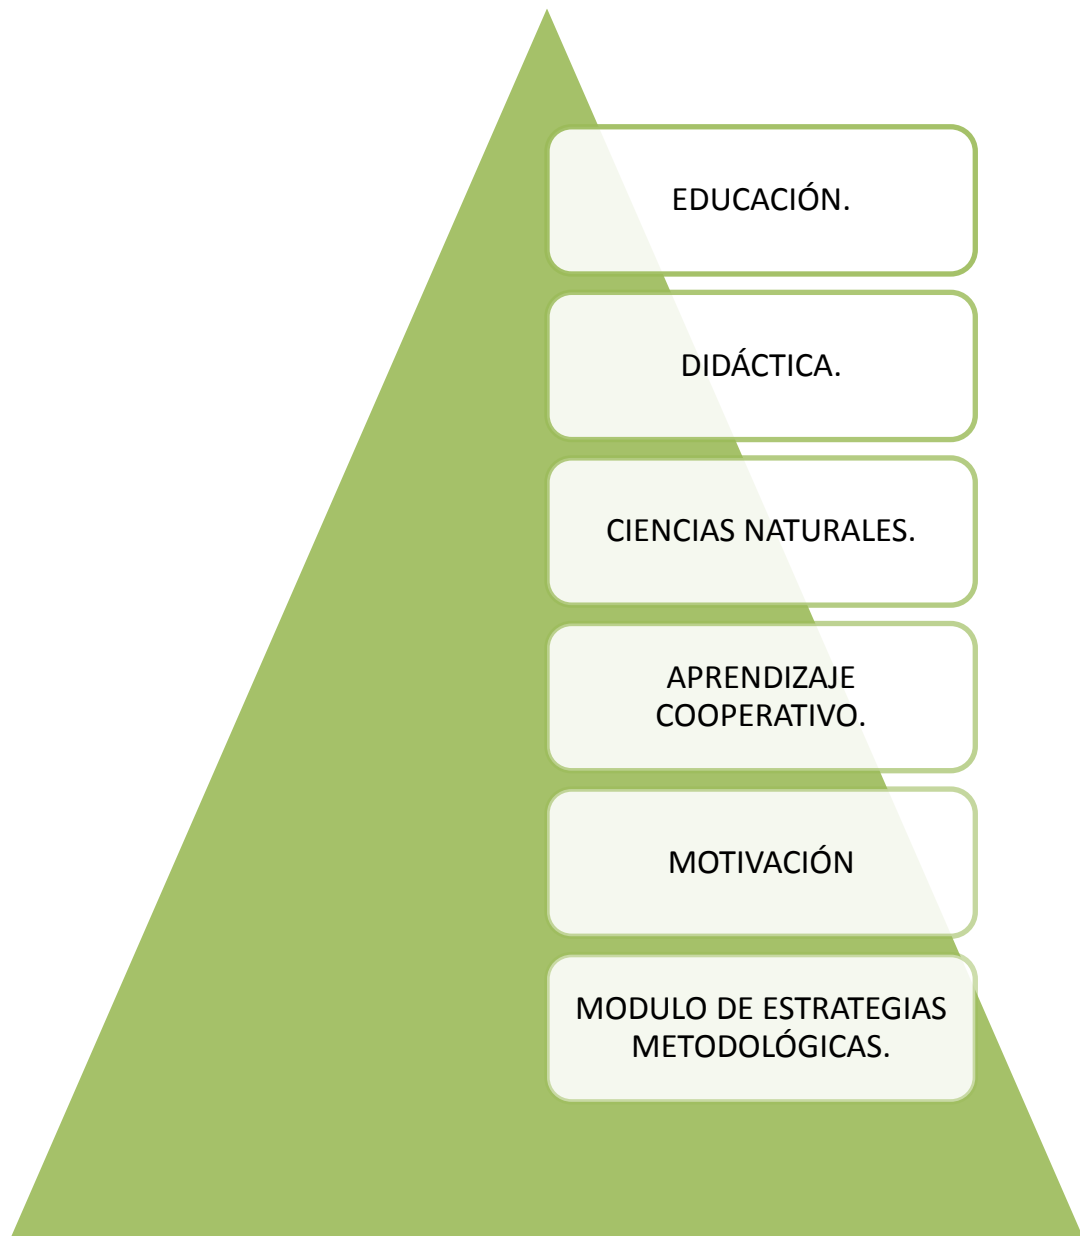 EDUCACIÓN.
DIDÁCTICA.
CIENCIAS NATURALES.
APRENDIZAJE
COOPERATIVO.
MOTIVACIÓN
MODULO DE ESTRATEGIAS
METODOLÓGICAS.